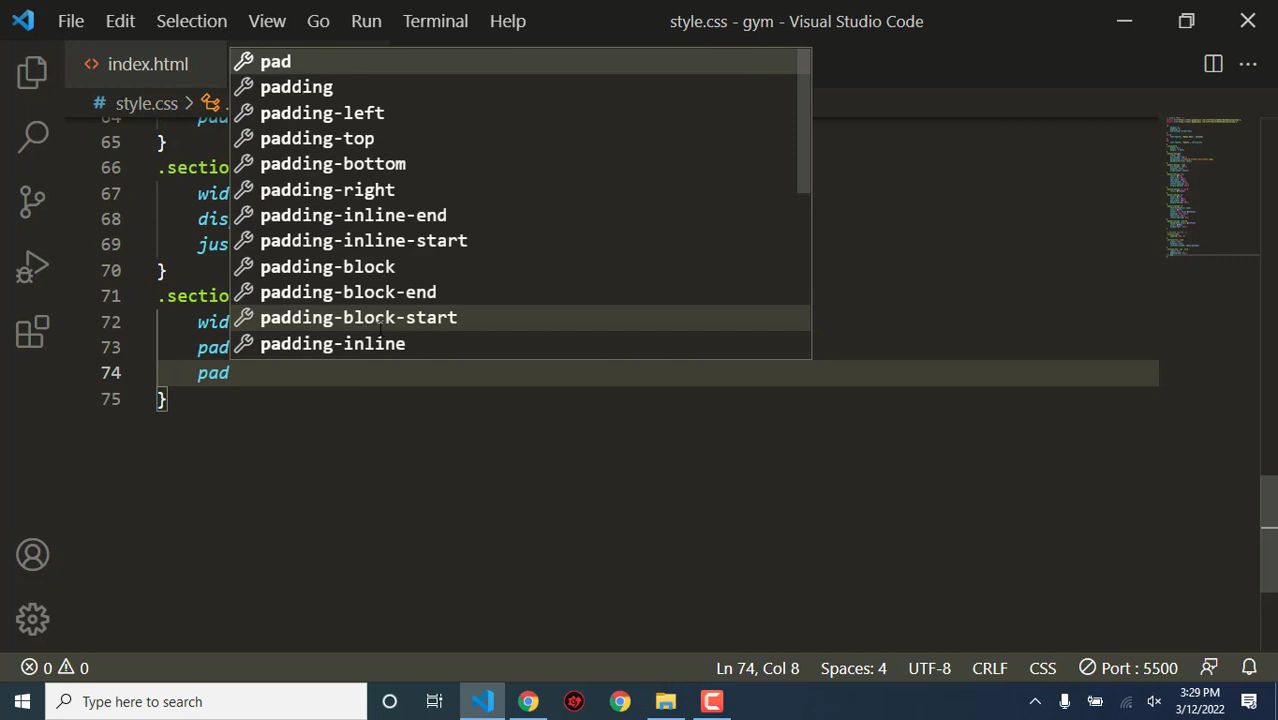 File Edit Selection View Go Run Terminal Help style.css - gym - Visual Studio Code
index.html
# style.css
pad
padding
padding-left
padding-top
65 } padding-bottom
66 .sectio padding-right
67 wid padding-inline-end
68 padding-inline-start
69 jus padding-block
70 } padding-block-end
71 .sectio padding-block-start
72 wid padding-inline
73 pad
74 pad
75 }
0 0 Ln 74, Col 8 Spaces: 4 UTF-8 CRLF CSS Port : 5500
Type here to search
3:29 PM
3/12/2022